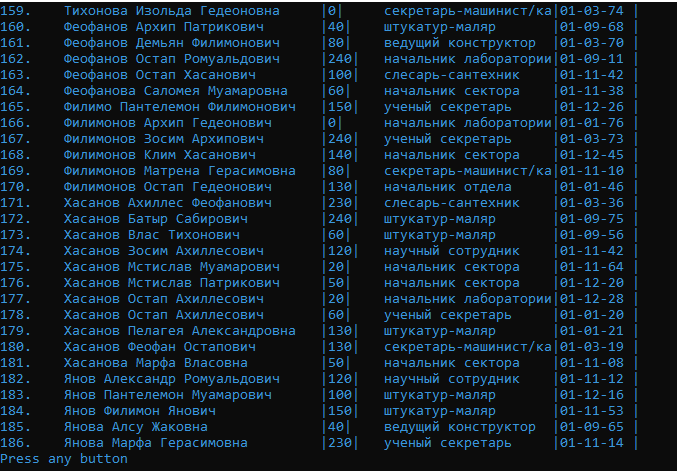 159.    Тихонова Изольда Гедеоновна     |0|     секретарь-машинист/ка|01-03-74 |
160.    Феофанов Архип Патрикович       |40|    штукатур-маляр       |01-09-68 |
161.    Феофанов Демьян Филимонович     |80|    ведущий конструктор  |01-03-70 |
162.    Феофанов Остап Ромуальдович     |240|   начальник лаборатории|01-09-11 |
163.    Феофанов Остап Хасанович        |100|   слесарь-сантехник    |01-11-42 |
164.    Феофанова Саломея Муамаровна    |60|    начальник сектора    |01-11-38 |
165.    Филимо Пантелемон Филимонович   |150|   ученый секретарь     |01-12-26 |
166.    Филимонов Архип Гедеонович      |0|     начальник лаборатории|01-01-76 |
167.    Филимонов Зосим Архипович       |240|   ученый секретарь     |01-03-73 |
168.    Филимонов Клим Хасанович        |140|   начальник сектора    |01-12-45 |
169.    Филимонов Матрена Герасимовна   |80|    секретарь-машинист/ка|01-11-10 |
170.    Филимонов Остап Гедеонович      |130|   начальник отдела     |01-01-46 |
171.    Хасанов Ахиллес Феофанович      |230|   слесарь-сантехник    |01-03-36 |
172.    Хасанов Батыр Сабирович         |240|   штукатур-маляр       |01-09-75 |
173.    Хасанов Влас Тихонович          |60|    штукатур-маляр       |01-09-56 |
174.    Хасанов Зосим Ахиллесович       |120|   научный сотрудник    |01-11-42 |
175.    Хасанов Мстислав Муамарович     |20|    начальник сектора    |01-11-64 |
176.    Хасанов Мстислав Патрикович     |50|    начальник сектора    |01-12-20 |
177.    Хасанов Остап Ахиллесович       |20|    начальник лаборатории|01-12-28 |
178.    Хасанов Остап Ахиллесович       |60|    ученый секретарь     |01-01-20 |
179.    Хасанов Пелагея Александровна   |130|   штукатур-маляр       |01-01-21 |
180.    Хасанов Феофан Остапович        |130|   секретарь-машинист/ка|01-03-19 |
181.    Хасанова Марфа Власовна         |50|    начальник сектора    |01-11-08 |
182.    Янов Александр Ромуальдович     |120|   научный сотрудник    |01-11-12 |
183.    Янов Пантелемон Муамарович      |100|   штукатур-маляр       |01-12-16 |
184.    Янов Филимон Янович             |150|   штукатур-маляр       |01-11-53 |
185.    Янова Алсу Жаковна              |40|    ведущий конструктор  |01-09-65 |
186.    Янова Марфа Герасимовна         |230|   ученый секретарь     |01-11-14 |
Press any button